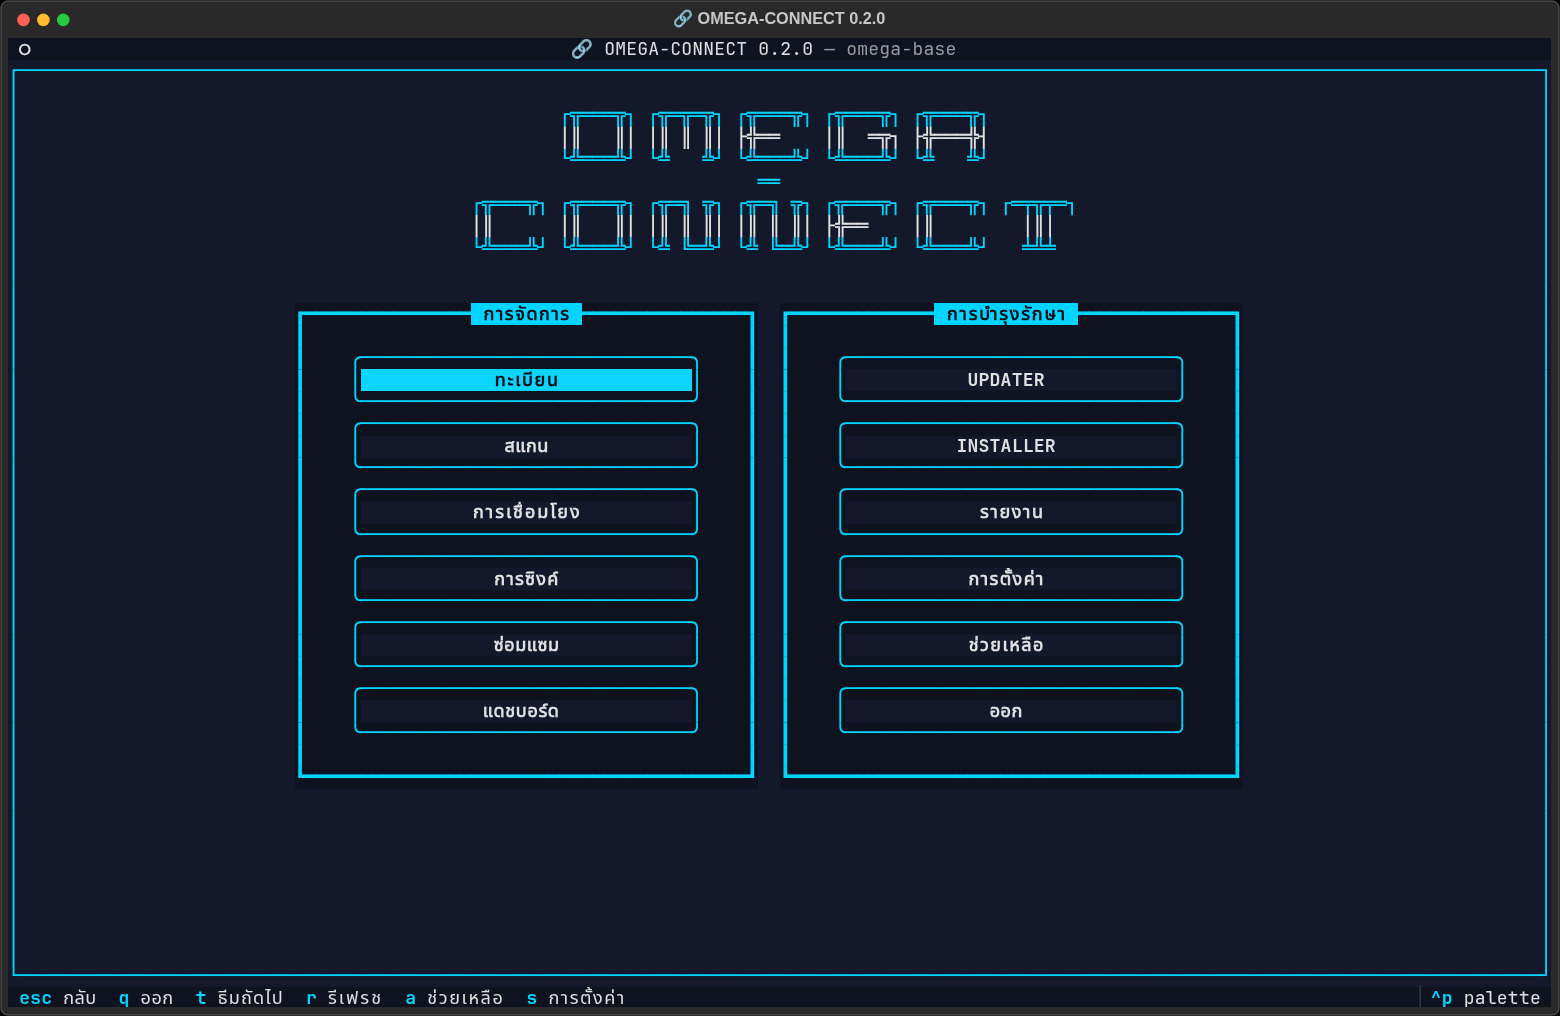 🔗 OMEGA-CONNECT 0.2.0
🔗 OMEGA-CONNECT 0.2.0 — omega-base
OMEGA
-
CONNECT
การจัดการ
ทะเบียน
สแกน
การเชื่อมโยง
การซิงค์
ซ่อมแซม
แดชบอร์ด
การบำรุงรักษา
UPDATER
INSTALLER
รายงาน
การตั้งค่า
ช่วยเหลือ
ออก
esc กลับ q ออก t ธีมถัดไป r รีเฟรช a ช่วยเหลือ s การตั้งค่า ^p palette